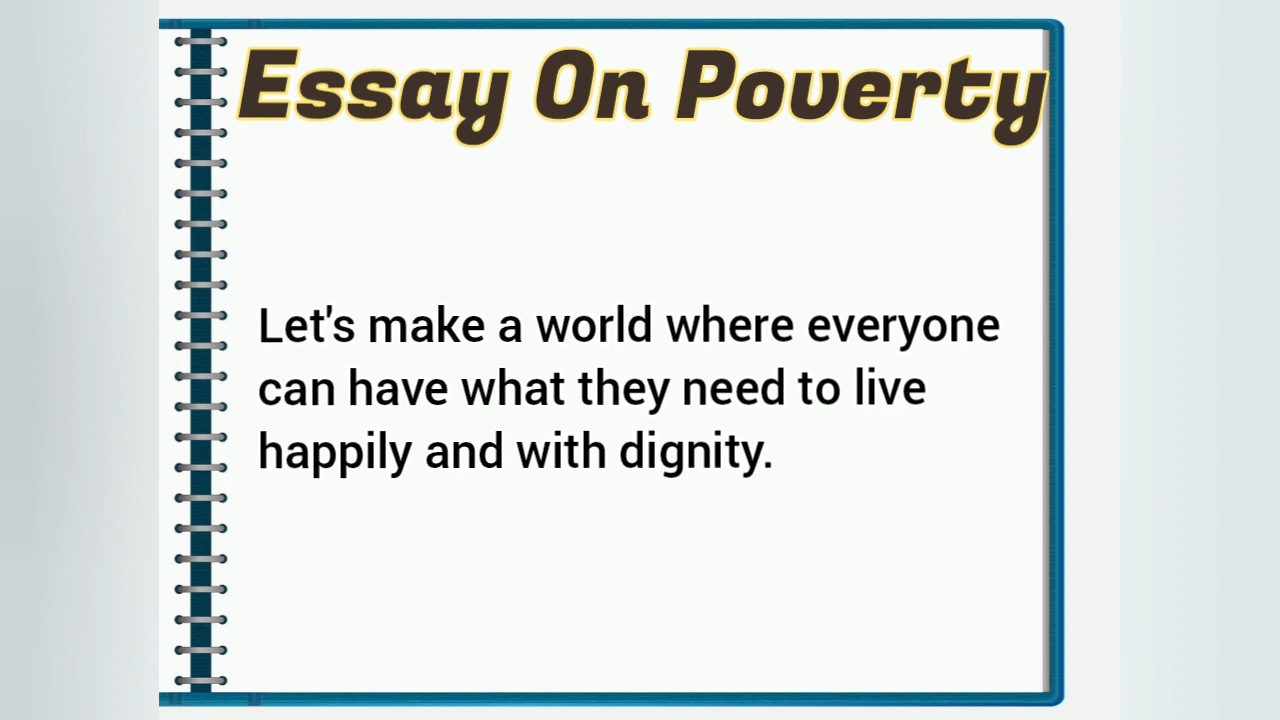 Essay On Poverty
Let's make a world where everyone
can have what they need to live
happily and with dignity.